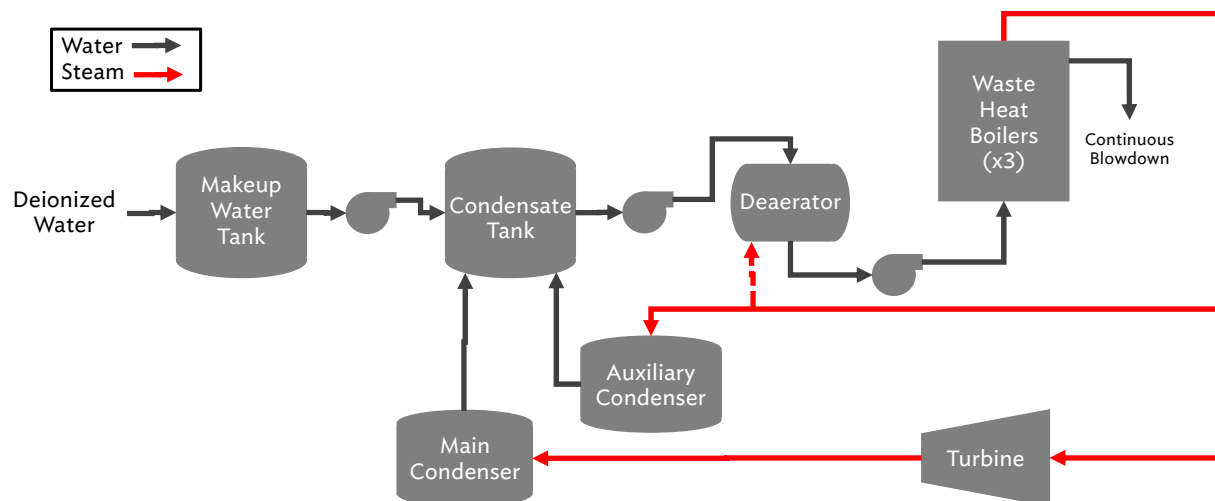 Water
Steam
Deionized
Water
Makeup
Water
Tank
Condensate
Tank
Deaerator
Waste
Heat
Boilers
(x3)
Continuous
Blowdown
Auxiliary
Condenser
Main
Condenser
Turbine